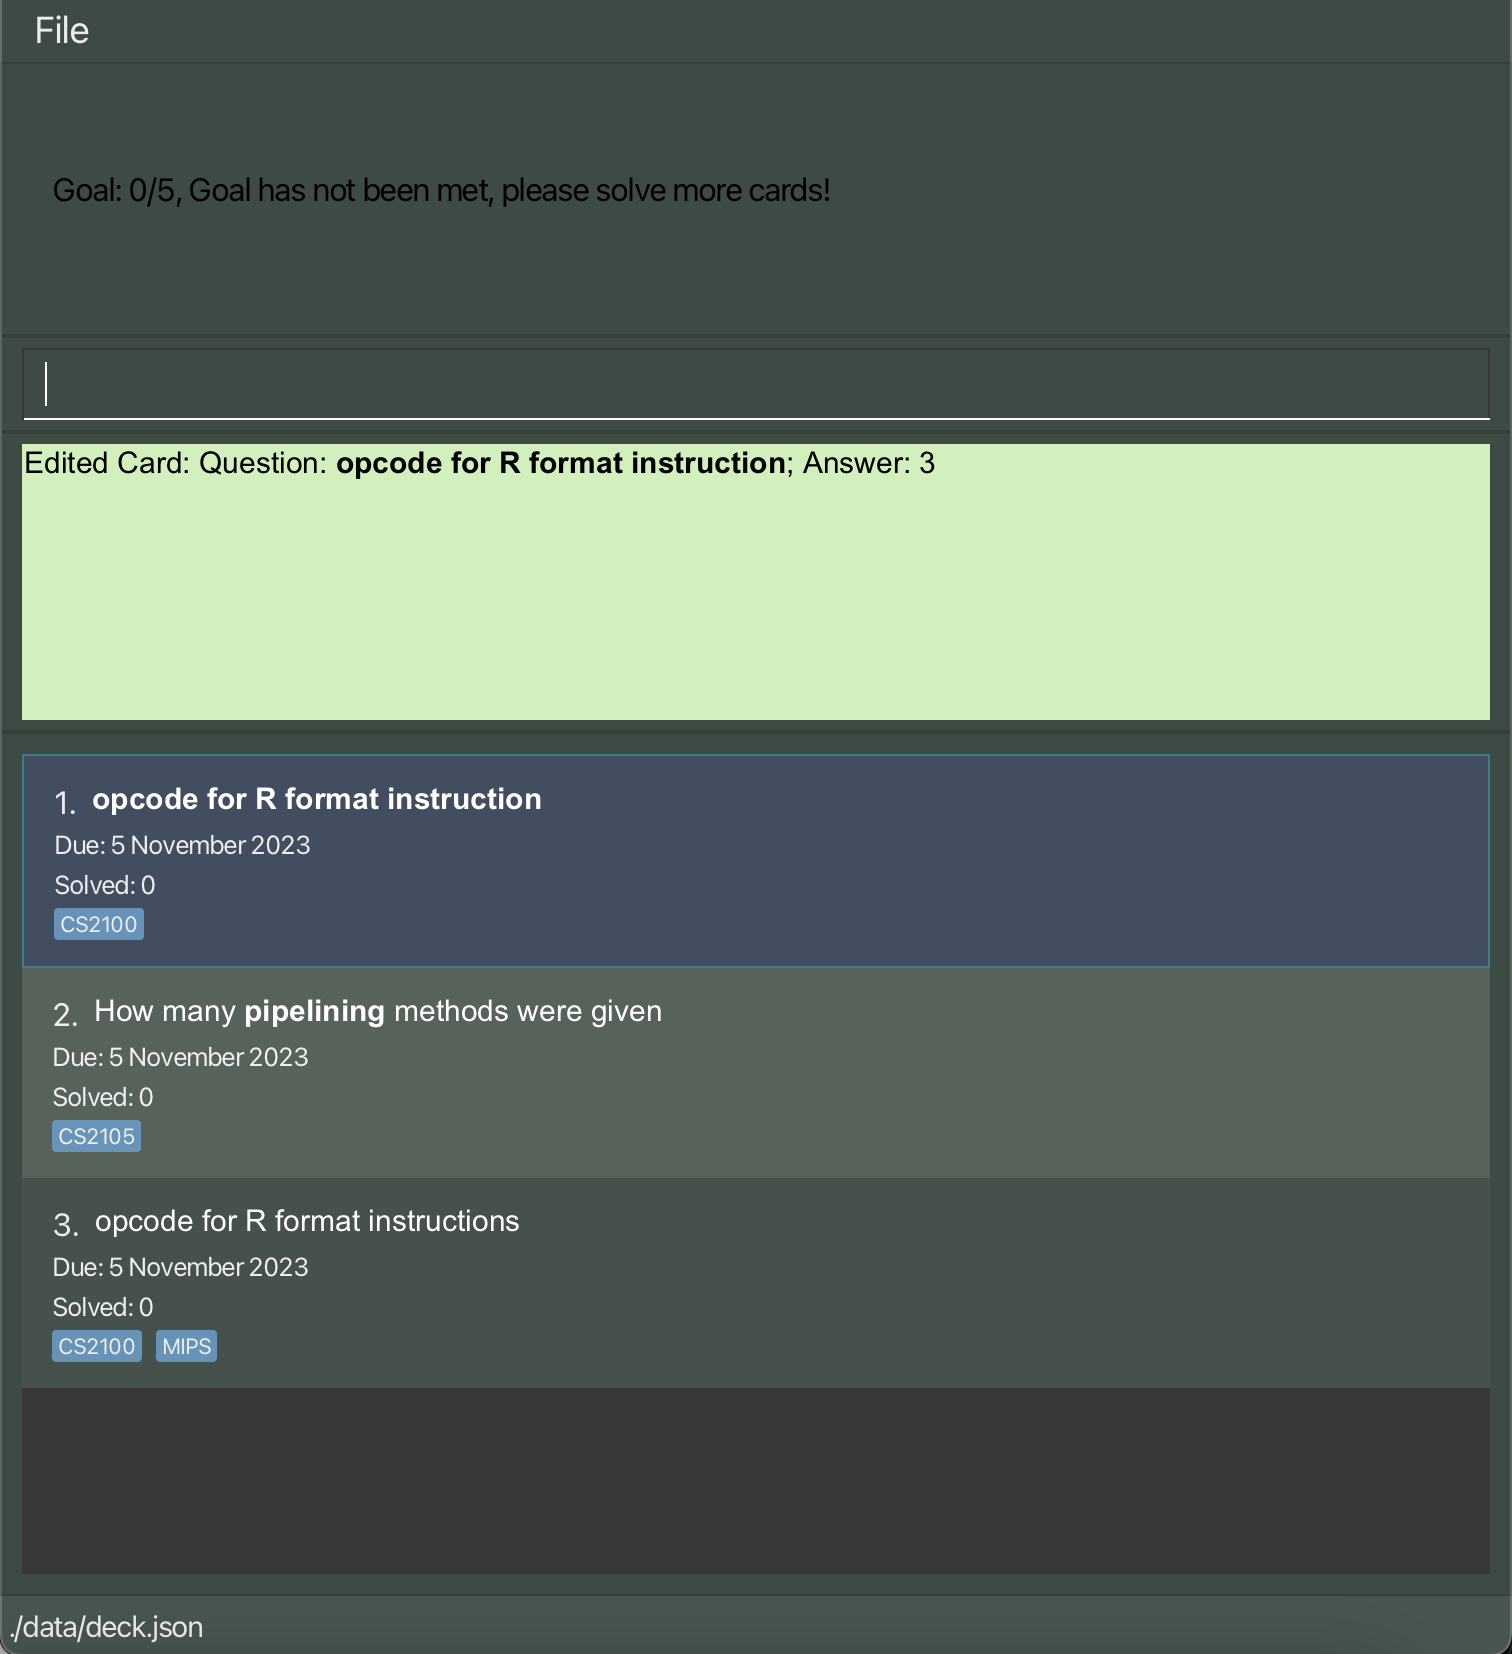 File
Goal: 0/5, Goal has not been met, please solve more cards!
Edited Card: Question: opcode for R format instruction; Answer: 3
1. opcode for R format instruction
Due: 5 November 2023
Solved: 0
CS2100
2. How many pipelining methods were given
Due: 5 November 2023
Solved: 0
CS2105
3. opcode for R format instructions
Due: 5 November 2023
Solved: 0
CS2100 MIPS
./data/deck.json